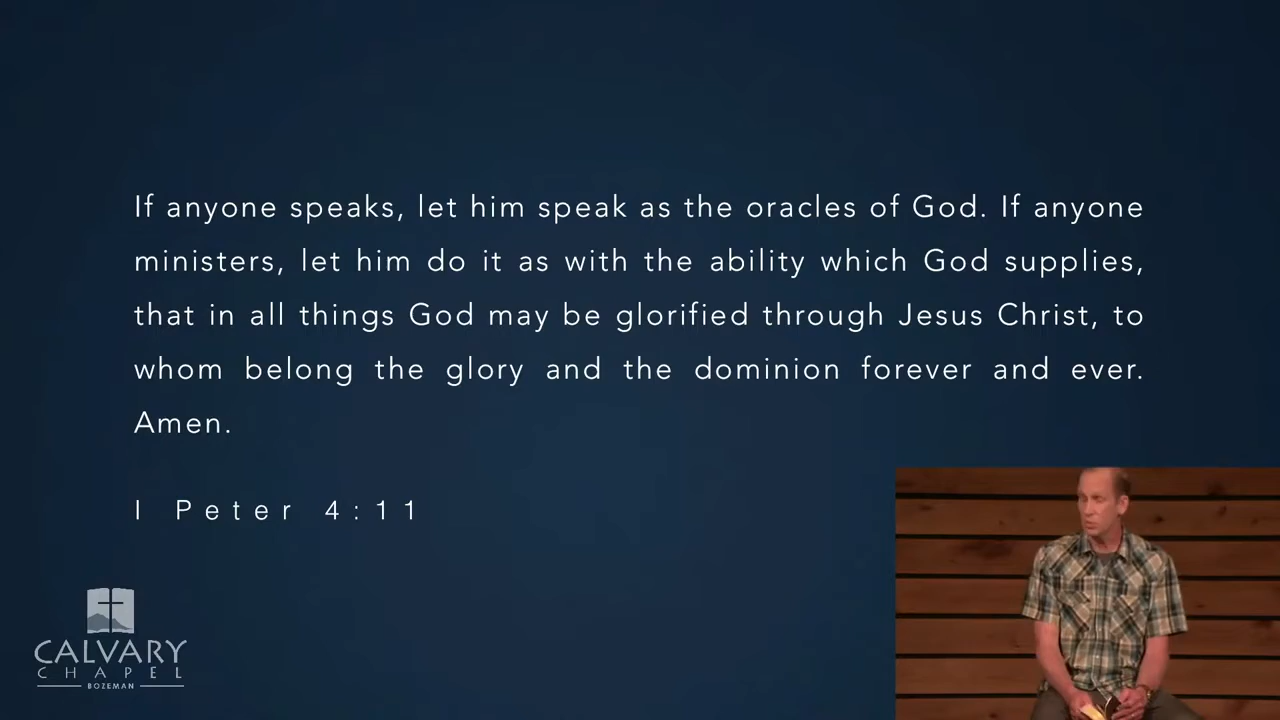 If anyone speaks, let him speak as the oracles of God. If anyone
ministers, let him do it as with the ability which God supplies,
that in all things God may be glorified through Jesus Christ, to
whom belong the glory and the dominion forever and ever.
Amen.
I Peter 4:11
CALVARY
CHAPEL
BOZEMAN